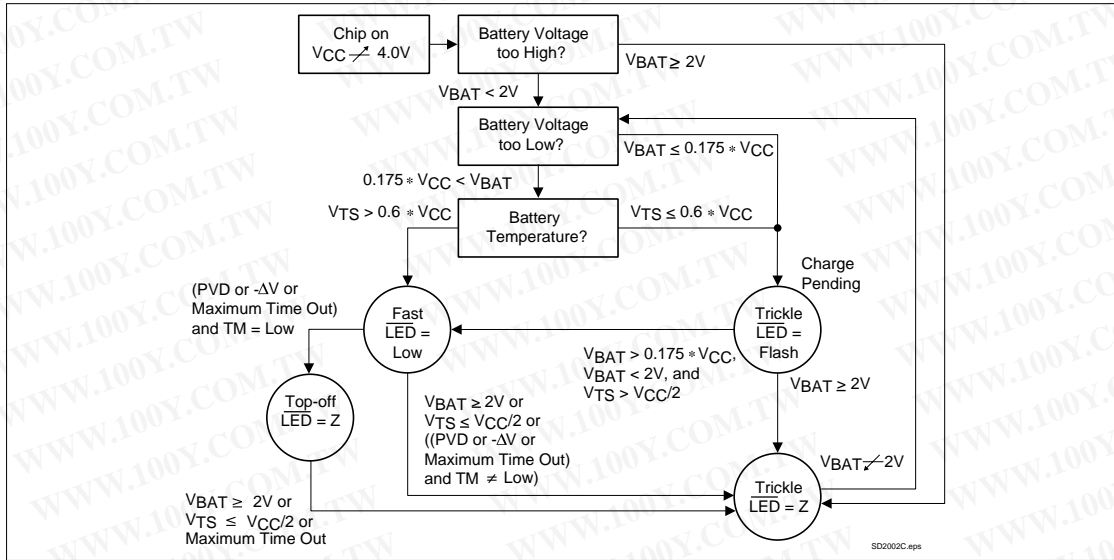 Chip on
VCC 4.0V
Battery Voltage
too High?
VBAT ≥ 2V
VBAT < 2V
Battery Voltage
too Low?
VBAT ≤ 0.175 * VCC
0.175 * VCC < VBAT
VTS > 0.6 * VCC
Battery
Temperature?
VTS ≤ 0.6 * VCC
Charge
Pending
(PVD or -ΔV or
Maximum Time Out)
and TM = Low
Fast
LED =
Low
Trickle
LED =
Flash
VBAT > 0.175 * VCC,
VBAT < 2V, and
VTS > VCC/2
VBAT ≥ 2V
Top-off
LED = Z
VBAT ≥ 2V or
VTS ≤ VCC/2 or
((PVD or -ΔV or
Maximum Time Out)
and TM ≠ Low)
Trickle
LED = Z
VBAT 2V
VBAT ≥ 2V or
VTS ≤ VCC/2 or
Maximum Time Out
SD2002C.eps
WWW.100Y.COM.TW